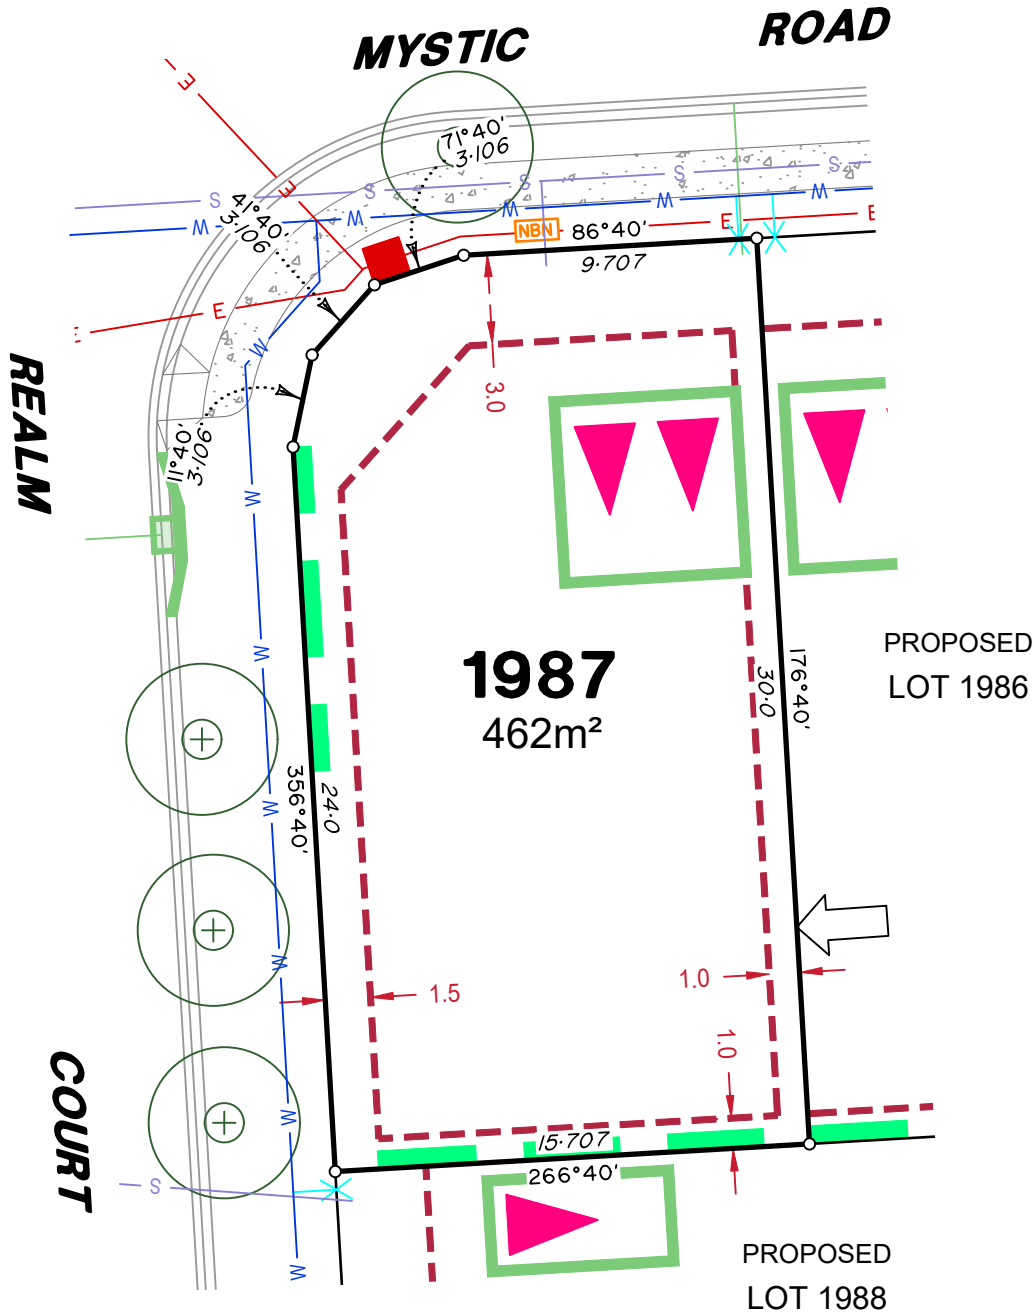 MYSTIC
ROAD
E
71°40'
3·106
S
S
S
S
S
E
41°40'
3·106
W
W
W
W
W
E
E
NBN
86°40'
9·707
E
E
W
REALM
3.0
11°40'
3·106
W
W
1987
462m²
30·0
176°40'
PROPOSED
LOT 1986
356°40'
24·0
W
W
1.5
1.0
1.0
COURT
W
15·707
266°40'
S
W
PROPOSED
LOT 1988